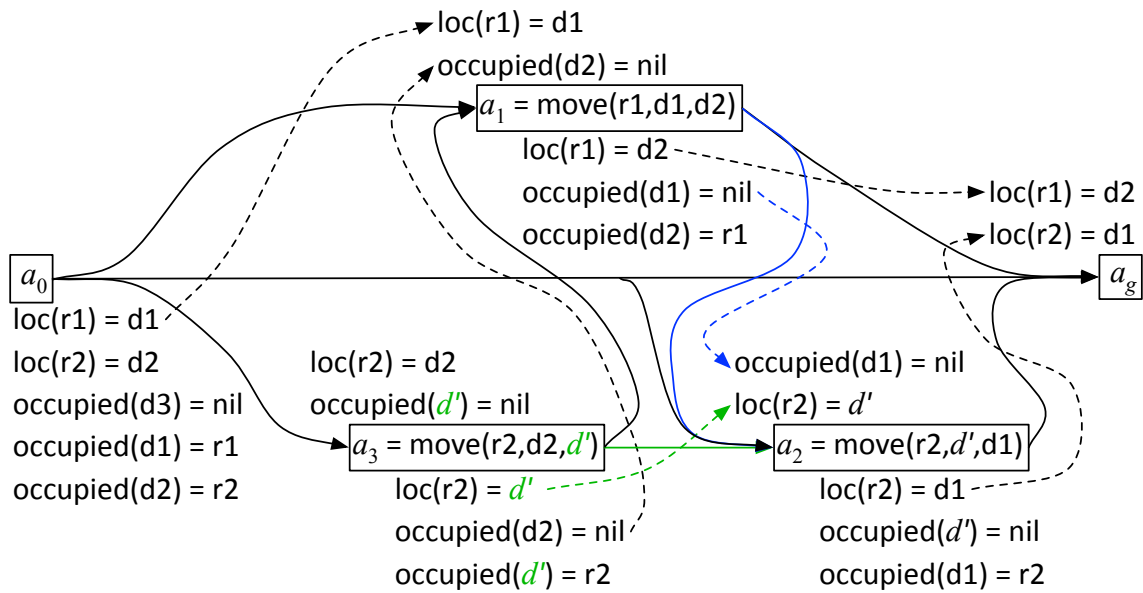 loc(r1) = d1
occupied(d2) = nil
a₁ = move(r1,d1,d2)
loc(r1) = d2
occupied(d1) = nil
occupied(d2) = r1
loc(r1) = d2
loc(r2) = d1
a₀
a_g
loc(r1) = d1
loc(r2) = d2
occupied(d3) = nil
occupied(d1) = r1
occupied(d2) = r2
loc(r2) = d2
occupied(d') = nil
a₃ = move(r2,d2,d')
loc(r2) = d'
occupied(d2) = nil
occupied(d') = r2
occupied(d1) = nil
loc(r2) = d'
a₂ = move(r2,d',d1)
loc(r2) = d1
occupied(d') = nil
occupied(d1) = r2